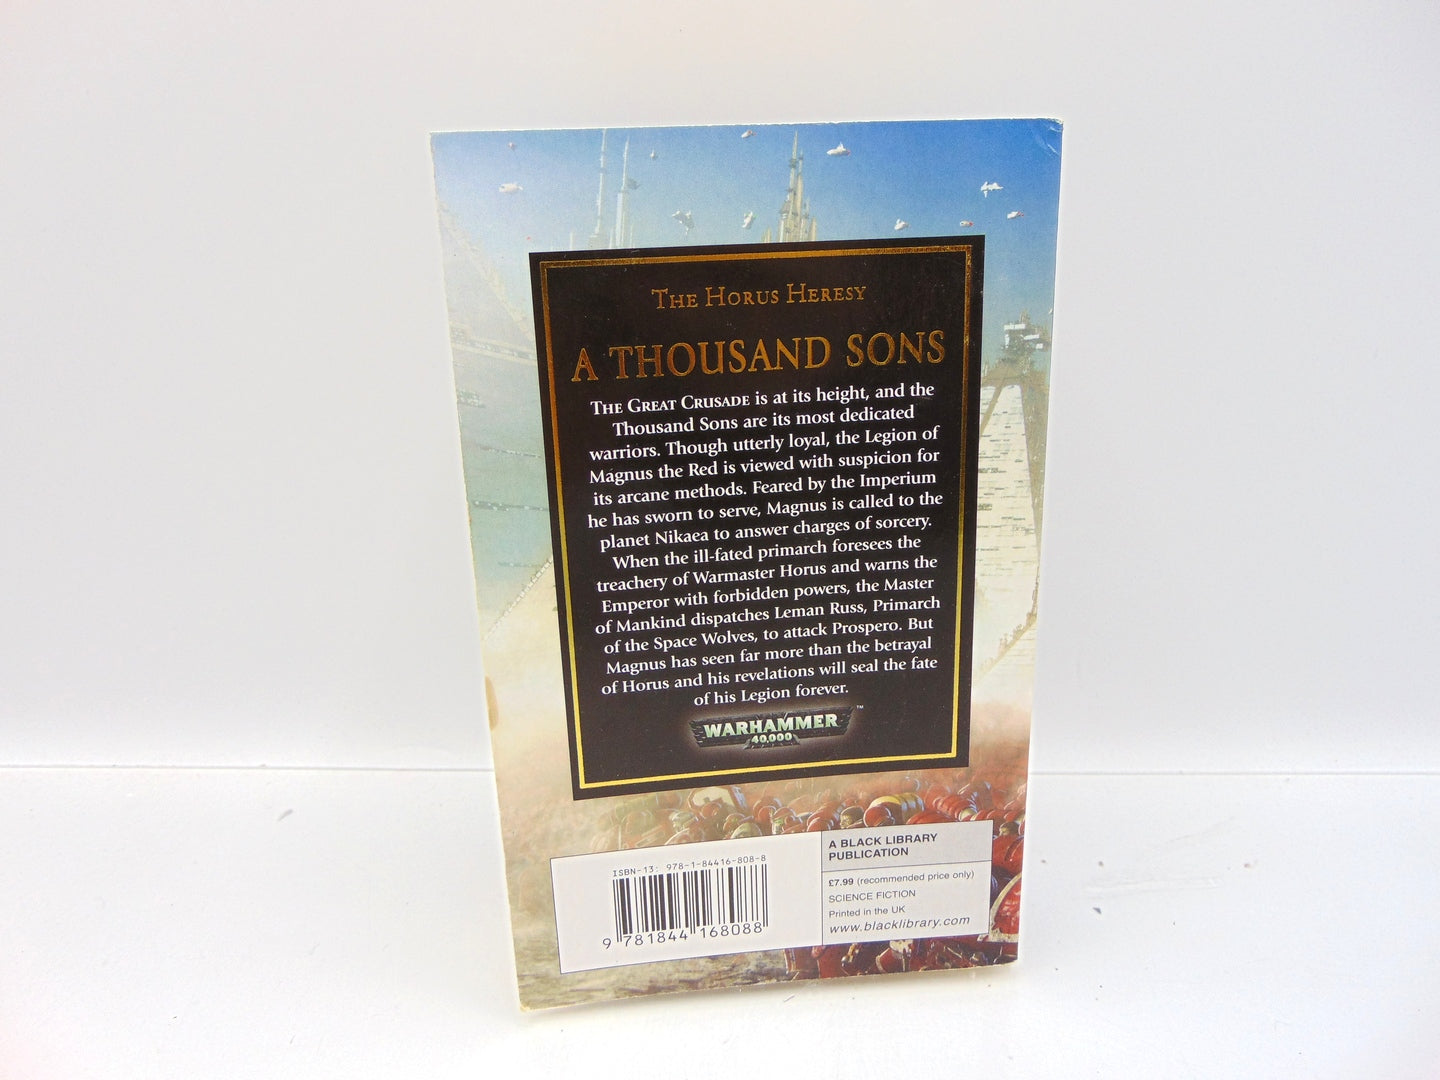 THE HORUS HERESY
A THOUSAND SONS
THE GREAT CRUSADE is at its height, and the
Thousand Sons are its most dedicated
warriors. Though utterly loyal, the Legion of
Magnus the Red is viewed with suspicion for
its arcane methods. Feared by the Imperium
he has sworn to serve, Magnus is called to the
planet Nikaea to answer charges of sorcery.
When the ill-fated primarch foresees the
treachery of Warmaster Horus and warns the
Emperor with forbidden powers, the Master
of Mankind dispatches Leman Russ, Primarch
of the Space Wolves, to attack Prospero. But
Magnus has seen far more than the betrayal
of Horus and his revelations will seal the fate
of his Legion forever.
WARHAMMER™
40,000
ISBN-13: 978-1-84416-808-8
9 781844 168088
A BLACK LIBRARY
PUBLICATION
£7.99 (recommended price only)
SCIENCE FICTION
Printed in the UK
www.blacklibrary.com